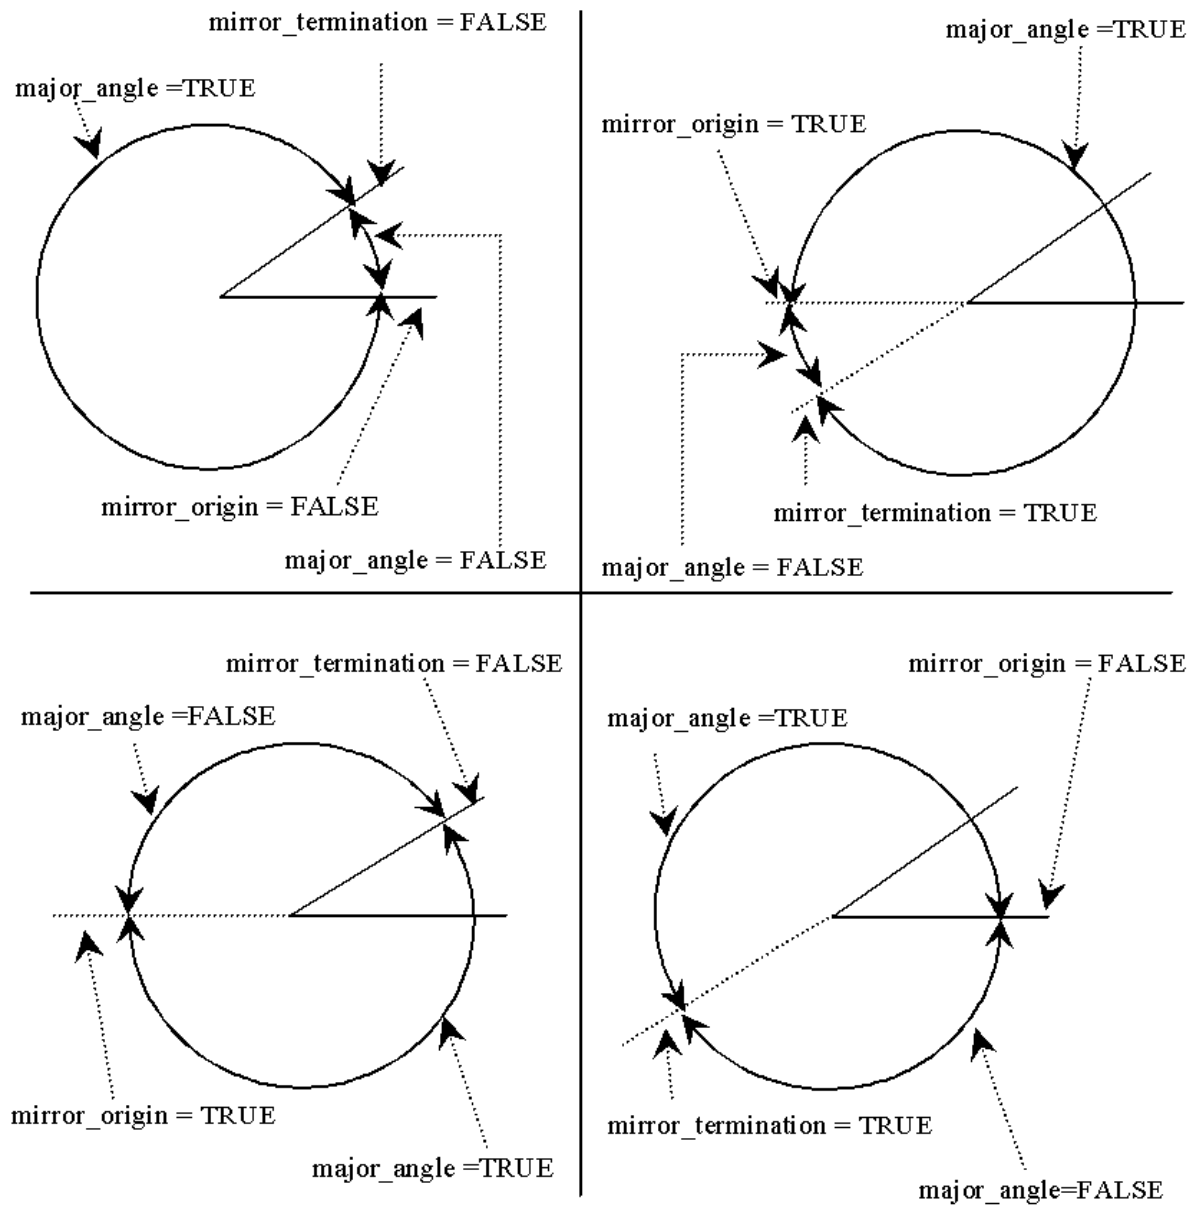 mirror_termination = FALSE
major_angle =TRUE
mirror_origin = FALSE
major_angle = FALSE
major_angle =TRUE
mirror_origin = TRUE
mirror_termination = TRUE
major_angle = FALSE
mirror_termination = FALSE
major_angle =FALSE
mirror_origin = TRUE
major_angle =TRUE
mirror_origin = FALSE
major_angle =TRUE
mirror_termination = TRUE
major_angle=FALSE